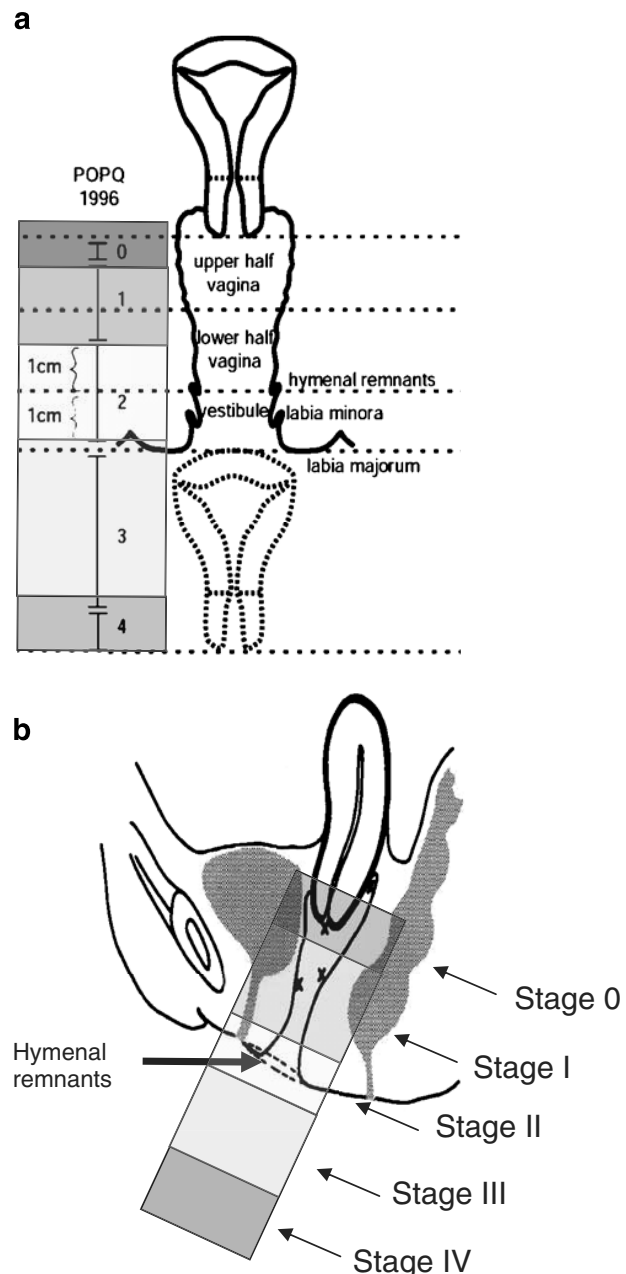 a
POPQ
1996
0
upper half
vagina
1
lower half
vagina
1cm
hymenal remnants
2
1cm
vestibule
labia minora
labia majorum
3
4
b
Stage 0
Hymenal
remnants
Stage I
Stage II
Stage III
Stage IV